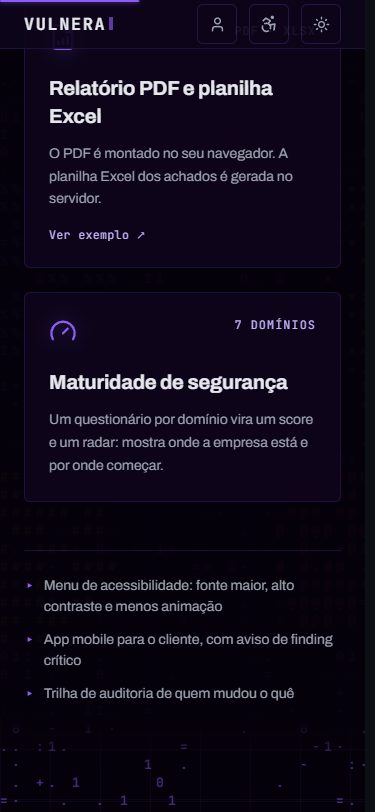 VULNERA
PDF + XLSX
Relatório PDF e planilha
Excel
O PDF é montado no seu navegador. A
planilha Excel dos achados é gerada no
servidor.
Ver exemplo ↗
7 DOMÍNIOS
Maturidade de segurança
Um questionário por domínio vira um score
e um radar: mostra onde a empresa está e
por onde começar.
▸ Menu de acessibilidade: fonte maior, alto
contraste e menos animação
▸ App mobile para o cliente, com aviso de finding
crítico
▸ Trilha de auditoria de quem mudou o quê